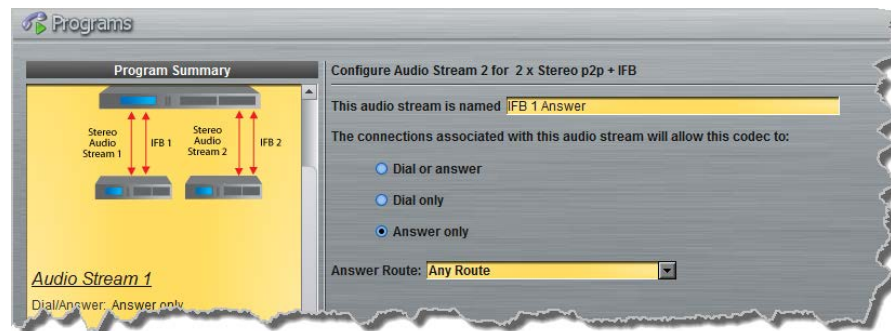 Programs
Program Summary
Stereo
Audio
Stream 1
IFB 1
Stereo
Audio
Stream 2
IFB 2
Audio Stream 1
Dial/Answer: Answer only
Configure Audio Stream 2 for 2 x Stereo p2p + IFB
This audio stream is named IFB 1 Answer
The connections associated with this audio stream will allow this codec to:
Dial or answer
Dial only
Answer only
Answer Route: Any Route